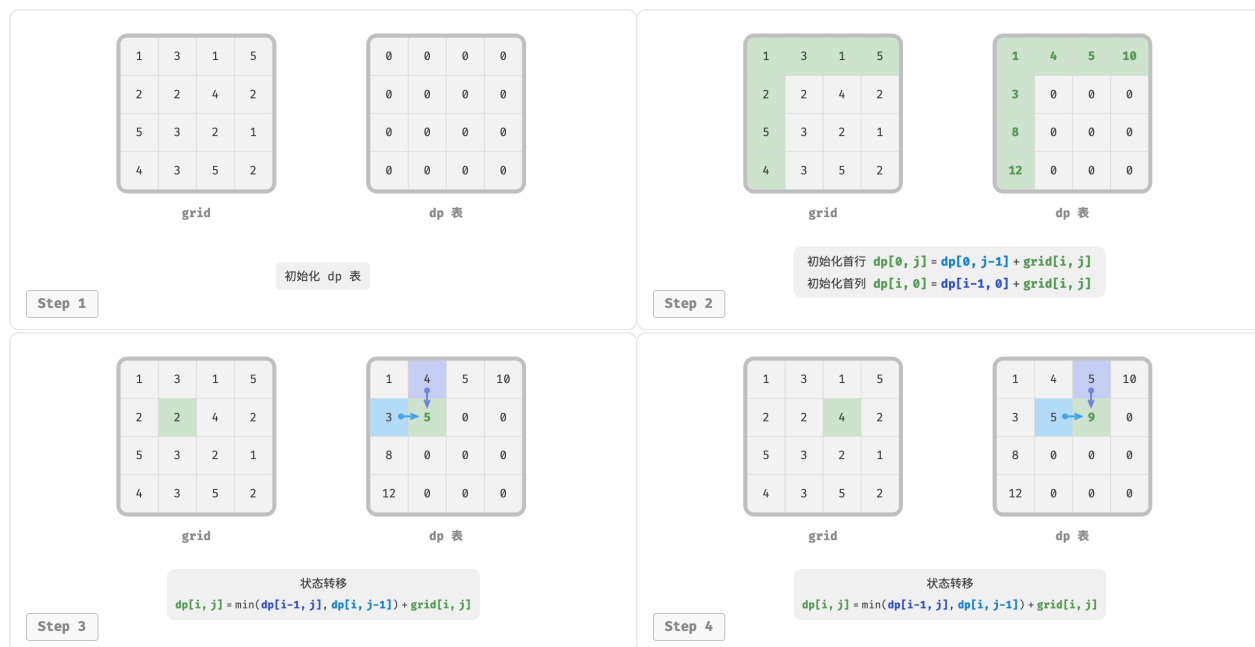 1 3 1 5
2 2 4 2
5 3 2 1
4 3 5 2
grid
0 0 0 0
0 0 0 0
0 0 0 0
0 0 0 0
dp 表
初始化 dp 表
Step 1
1 3 1 5
2 2 4 2
5 3 2 1
4 3 5 2
grid
1 4 5 10
3 0 0 0
8 0 0 0
12 0 0 0
dp 表
初始化首行 dp[0, j] = dp[0, j-1] + grid[i, j]
初始化首列 dp[i, 0] = dp[i-1, 0] + grid[i, j]
Step 2
1 3 1 5
2 2 4 2
5 3 2 1
4 3 5 2
grid
1 4 5 10
3 5 0 0
8 0 0 0
12 0 0 0
dp 表
状态转移
dp[i, j] = min(dp[i-1, j], dp[i, j-1]) + grid[i, j]
Step 3
1 3 1 5
2 2 4 2
5 3 2 1
4 3 5 2
grid
1 4 5 10
3 5 9 0
8 0 0 0
12 0 0 0
dp 表
状态转移
dp[i, j] = min(dp[i-1, j], dp[i, j-1]) + grid[i, j]
Step 4